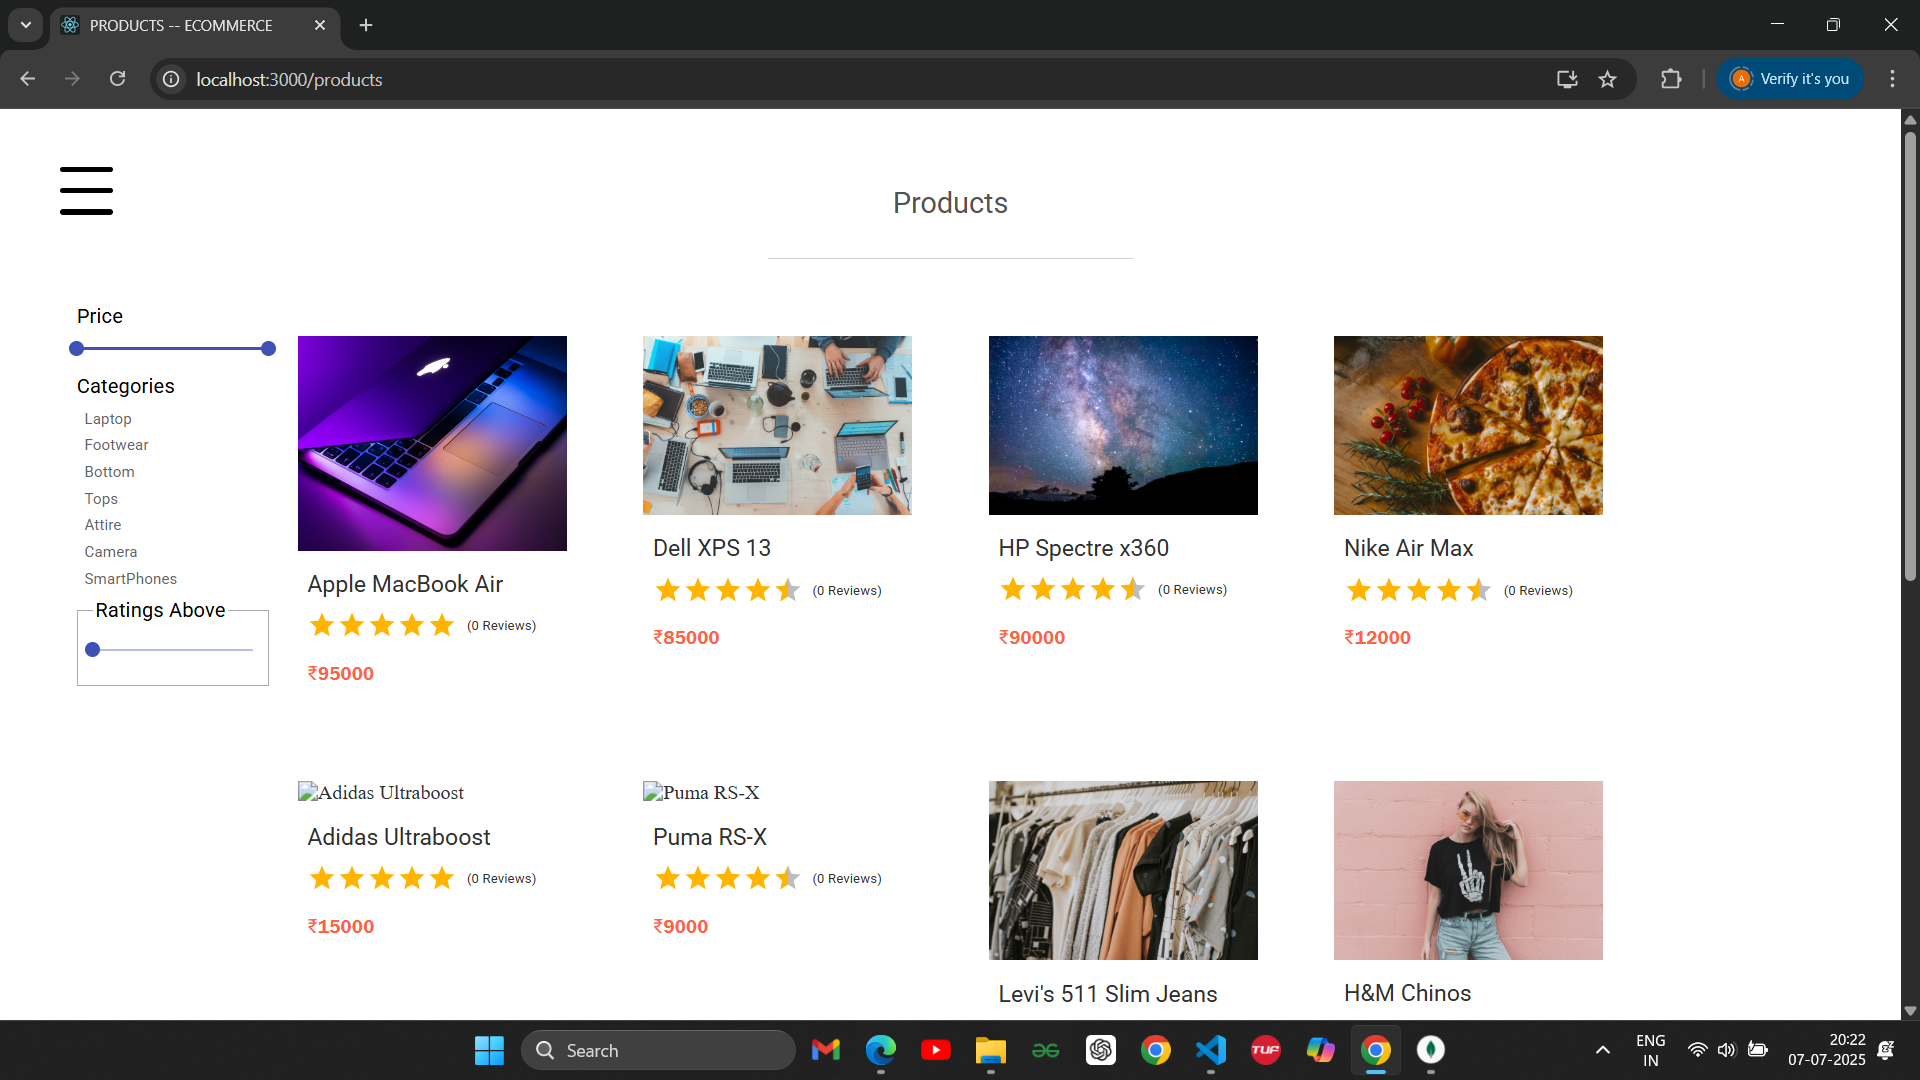 PRODUCTS -- ECOMMERCE
localhost:3000/products
A
Verify it's you
Products
Price
Categories
Laptop
Footwear
Bottom
Tops
Attire
Camera
SmartPhones
Ratings Above
Apple MacBook Air
(0 Reviews)
₹95000
Dell XPS 13
(0 Reviews)
₹85000
HP Spectre x360
(0 Reviews)
₹90000
Nike Air Max
(0 Reviews)
₹12000
Adidas Ultraboost
Adidas Ultraboost
(0 Reviews)
₹15000
Puma RS-X
Puma RS-X
(0 Reviews)
₹9000
Levi's 511 Slim Jeans
H&M Chinos
Search
TUF
ENG
IN
20:22
07-07-2025